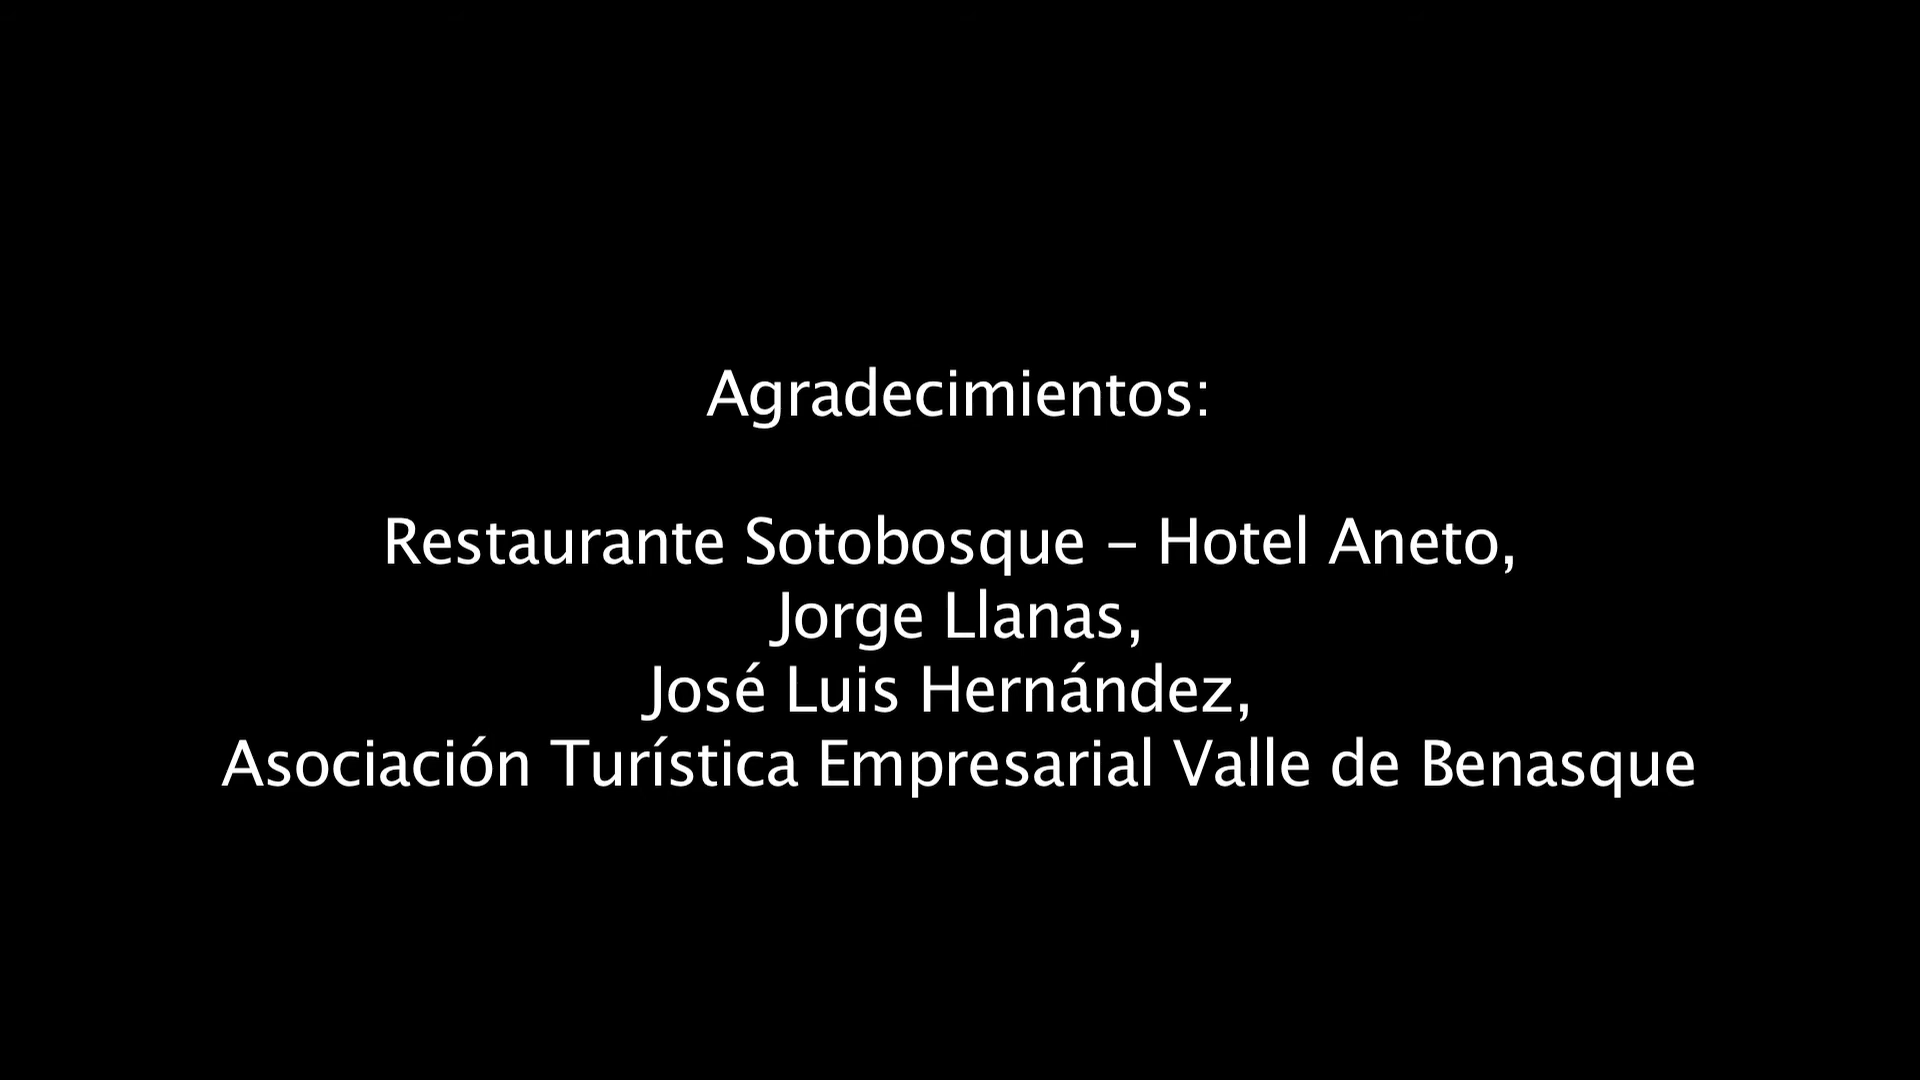 Agradecimientos:
Restaurante Sotobosque - Hotel Aneto,
Jorge Llanas,
José Luis Hernández,
Asociación Turística Empresarial Valle de Benasque